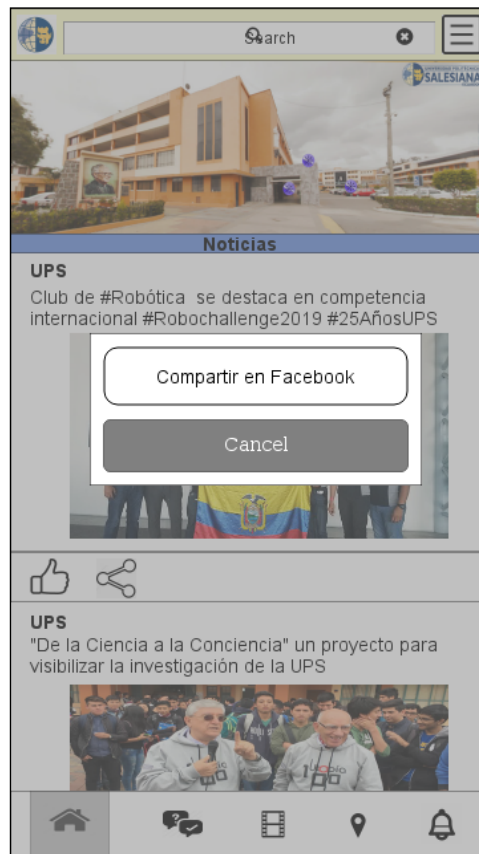 Search
SALESIANA
Noticias
UPS
Club de #Robótica se destaca en competencia
internacional #Robochallenge2019 #25AñosUPS
Compartir en Facebook
Cancel
UPS
"De la Ciencia a la Conciencia" un proyecto para
visibilizar la investigación de la UPS